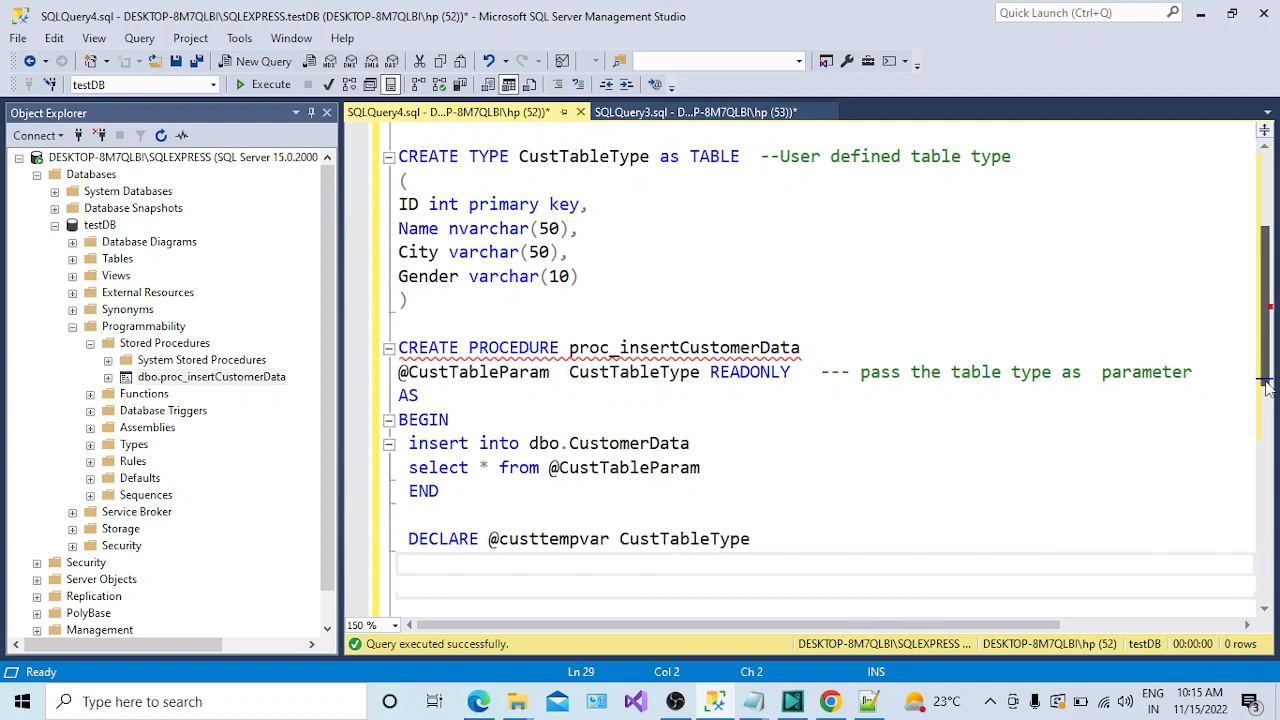 SQLQuery4.sql - DESKTOP-8M7QLBI\SQLEXPRESS.testDB (DESKTOP-8M7QLBI\hp (52))* - Microsoft SQL Server Management Studio
Quick Launch (Ctrl+Q)
File Edit View Query Project Tools Window Help
New Query
testDB
Execute
Object Explorer
SQLQuery4.sql - D...P-8M7QLBI\hp (52))*
SQLQuery3.sql - D...P-8M7QLBI\hp (53))*
Connect
DESKTOP-8M7QLBI\SQLEXPRESS (SQL Server 15.0.2000
Databases
System Databases
Database Snapshots
testDB
Database Diagrams
Tables
Views
External Resources
Synonyms
Programmability
Stored Procedures
System Stored Procedures
dbo.proc_insertCustomerData
Functions
Database Triggers
Assemblies
Types
Rules
Defaults
Sequences
Service Broker
Storage
Security
Security
Server Objects
Replication
PolyBase
Management
CREATE TYPE CustTableType as TABLE --User defined table type
(
ID int primary key,
Name nvarchar(50),
City varchar(50),
Gender varchar(10)
)
CREATE PROCEDURE proc_insertCustomerData
@CustTableParam CustTableType READONLY --- pass the table type as parameter
AS
BEGIN
insert into dbo.CustomerData
select * from @CustTableParam
END
DECLARE @custtempvar CustTableType
150 %
Query executed successfully.
DESKTOP-8M7QLBI\SQLEXPRESS ...
DESKTOP-8M7QLBI\hp (52)
testDB
00:00:00
0 rows
Ready
Ln 29
Col 2
Ch 2
INS
Type here to search
23°C
ENG
IN
10:15 AM
11/15/2022
3